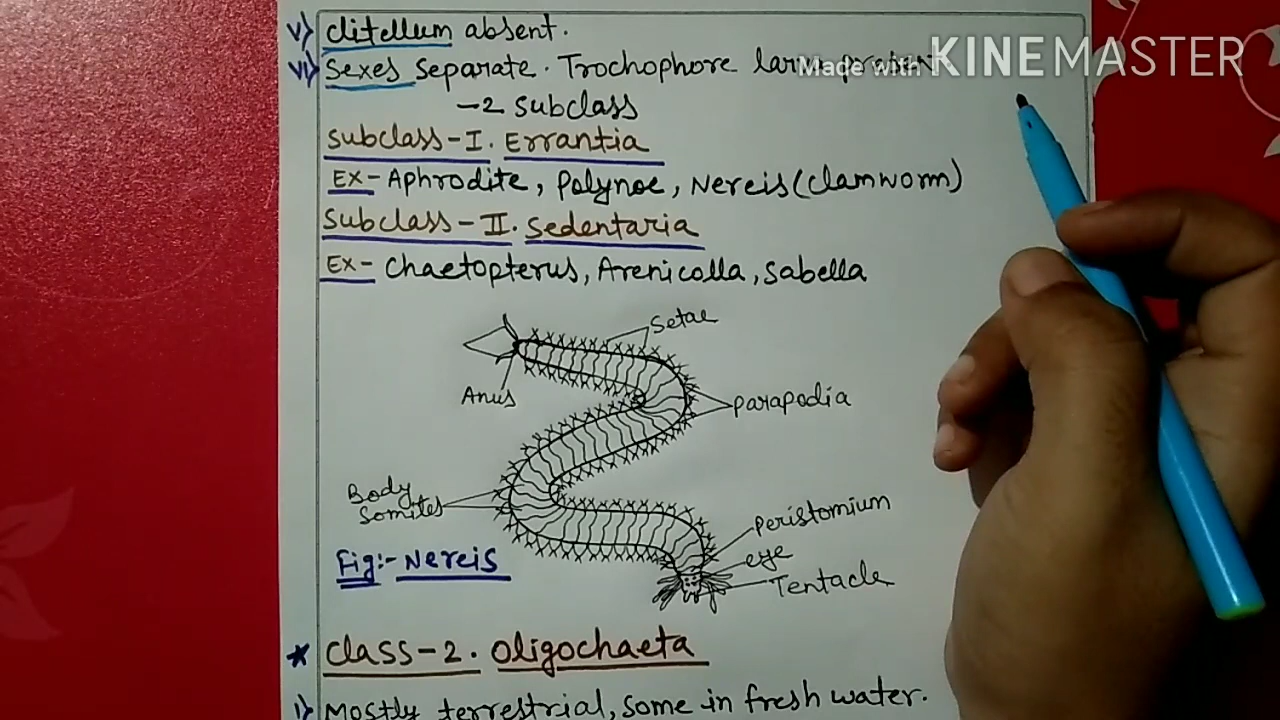 v) Clitellum absent.
vi) Sexes separate. Trochophore larva present
Made with KINEMASTER
-2 subclass
Subclass-I. Errantia
Ex- Aphrodite, Polynoe, Nereis (clamworm)
Subclass-II. Sedentaria
Ex- Chaetopterus, Arenicolla, Sabella
Setae
Anus
parapodia
Body
Somites
Peristomium
eye
Tentacle
Fig:- Nereis
* Class-2. Oligochaeta
i) Mostly terrestrial, some in fresh water.